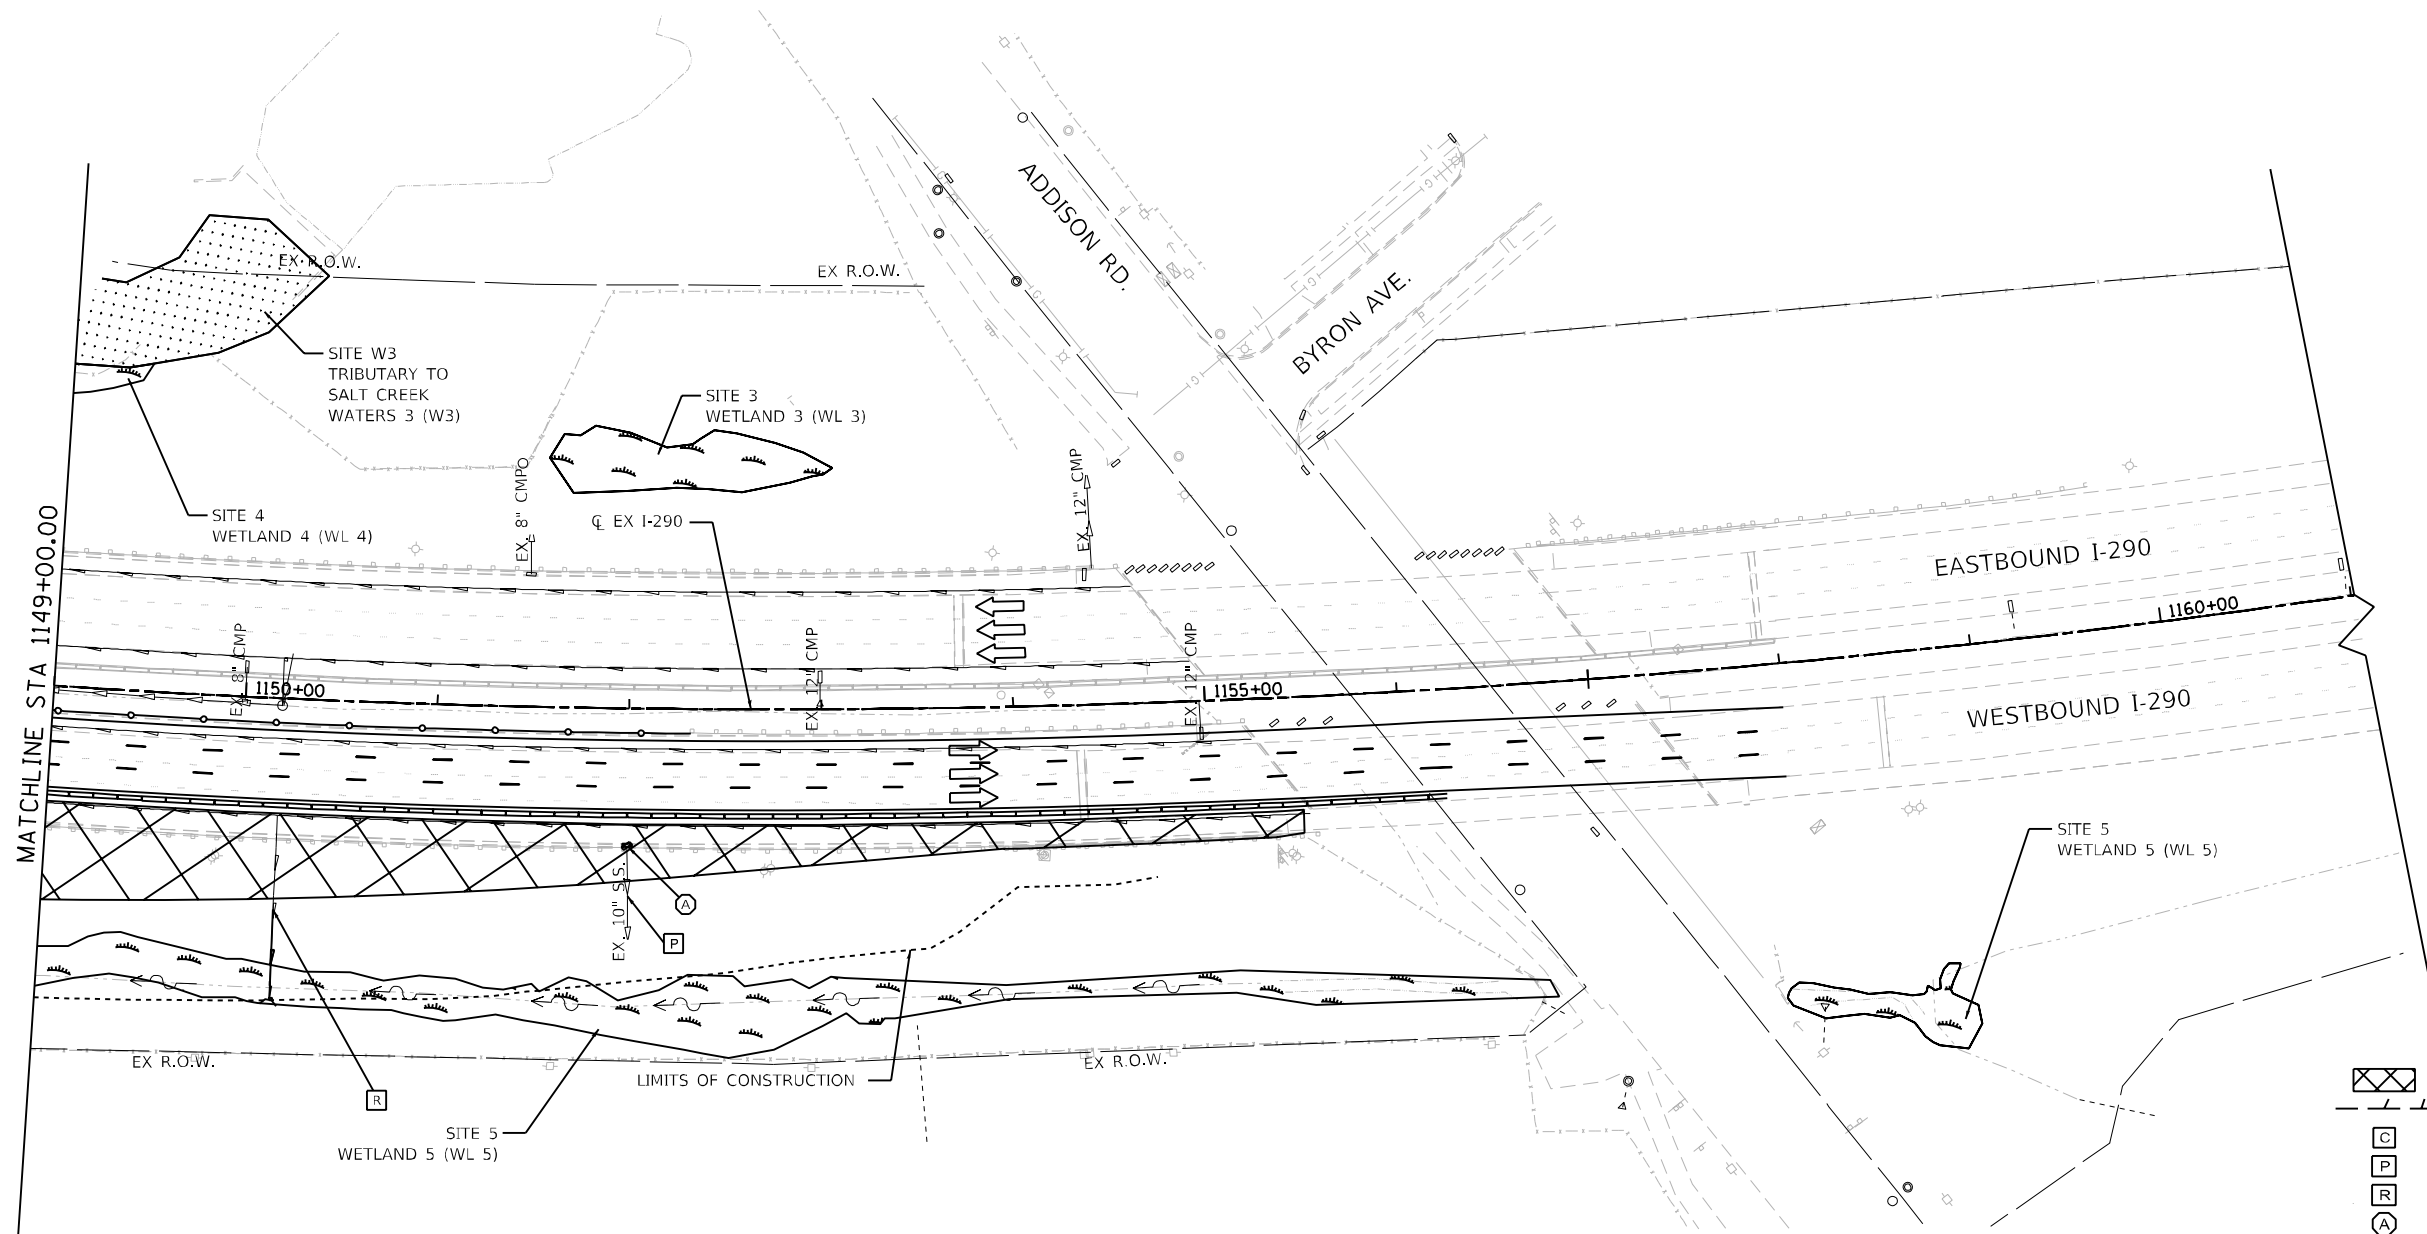 ADDISON RD.
BYRON AVE.
EX R.O.W.
EX R.O.W.
SITE W3
TRIBUTARY TO
SALT CREEK
WATERS 3 (W3)
SITE 3
WETLAND 3 (WL 3)
SITE 4
WETLAND 4 (WL 4)
EX. 8" CMP
℄ EX I-290
EX. 12" CMP
EASTBOUND I-290
1160+00
MATCHLINE STA 1149+00.00
EX. 8" CMP
1150+00
EX. 12" CMP
EX. 12" CMP
1155+00
WESTBOUND I-290
SITE 5
WETLAND 5 (WL 5)
EX. 10" S.S.
A
P
EX R.O.W.
EX R.O.W.
LIMITS OF CONSTRUCTION
R
SITE 5
WETLAND 5 (WL 5)
C
P
R
A